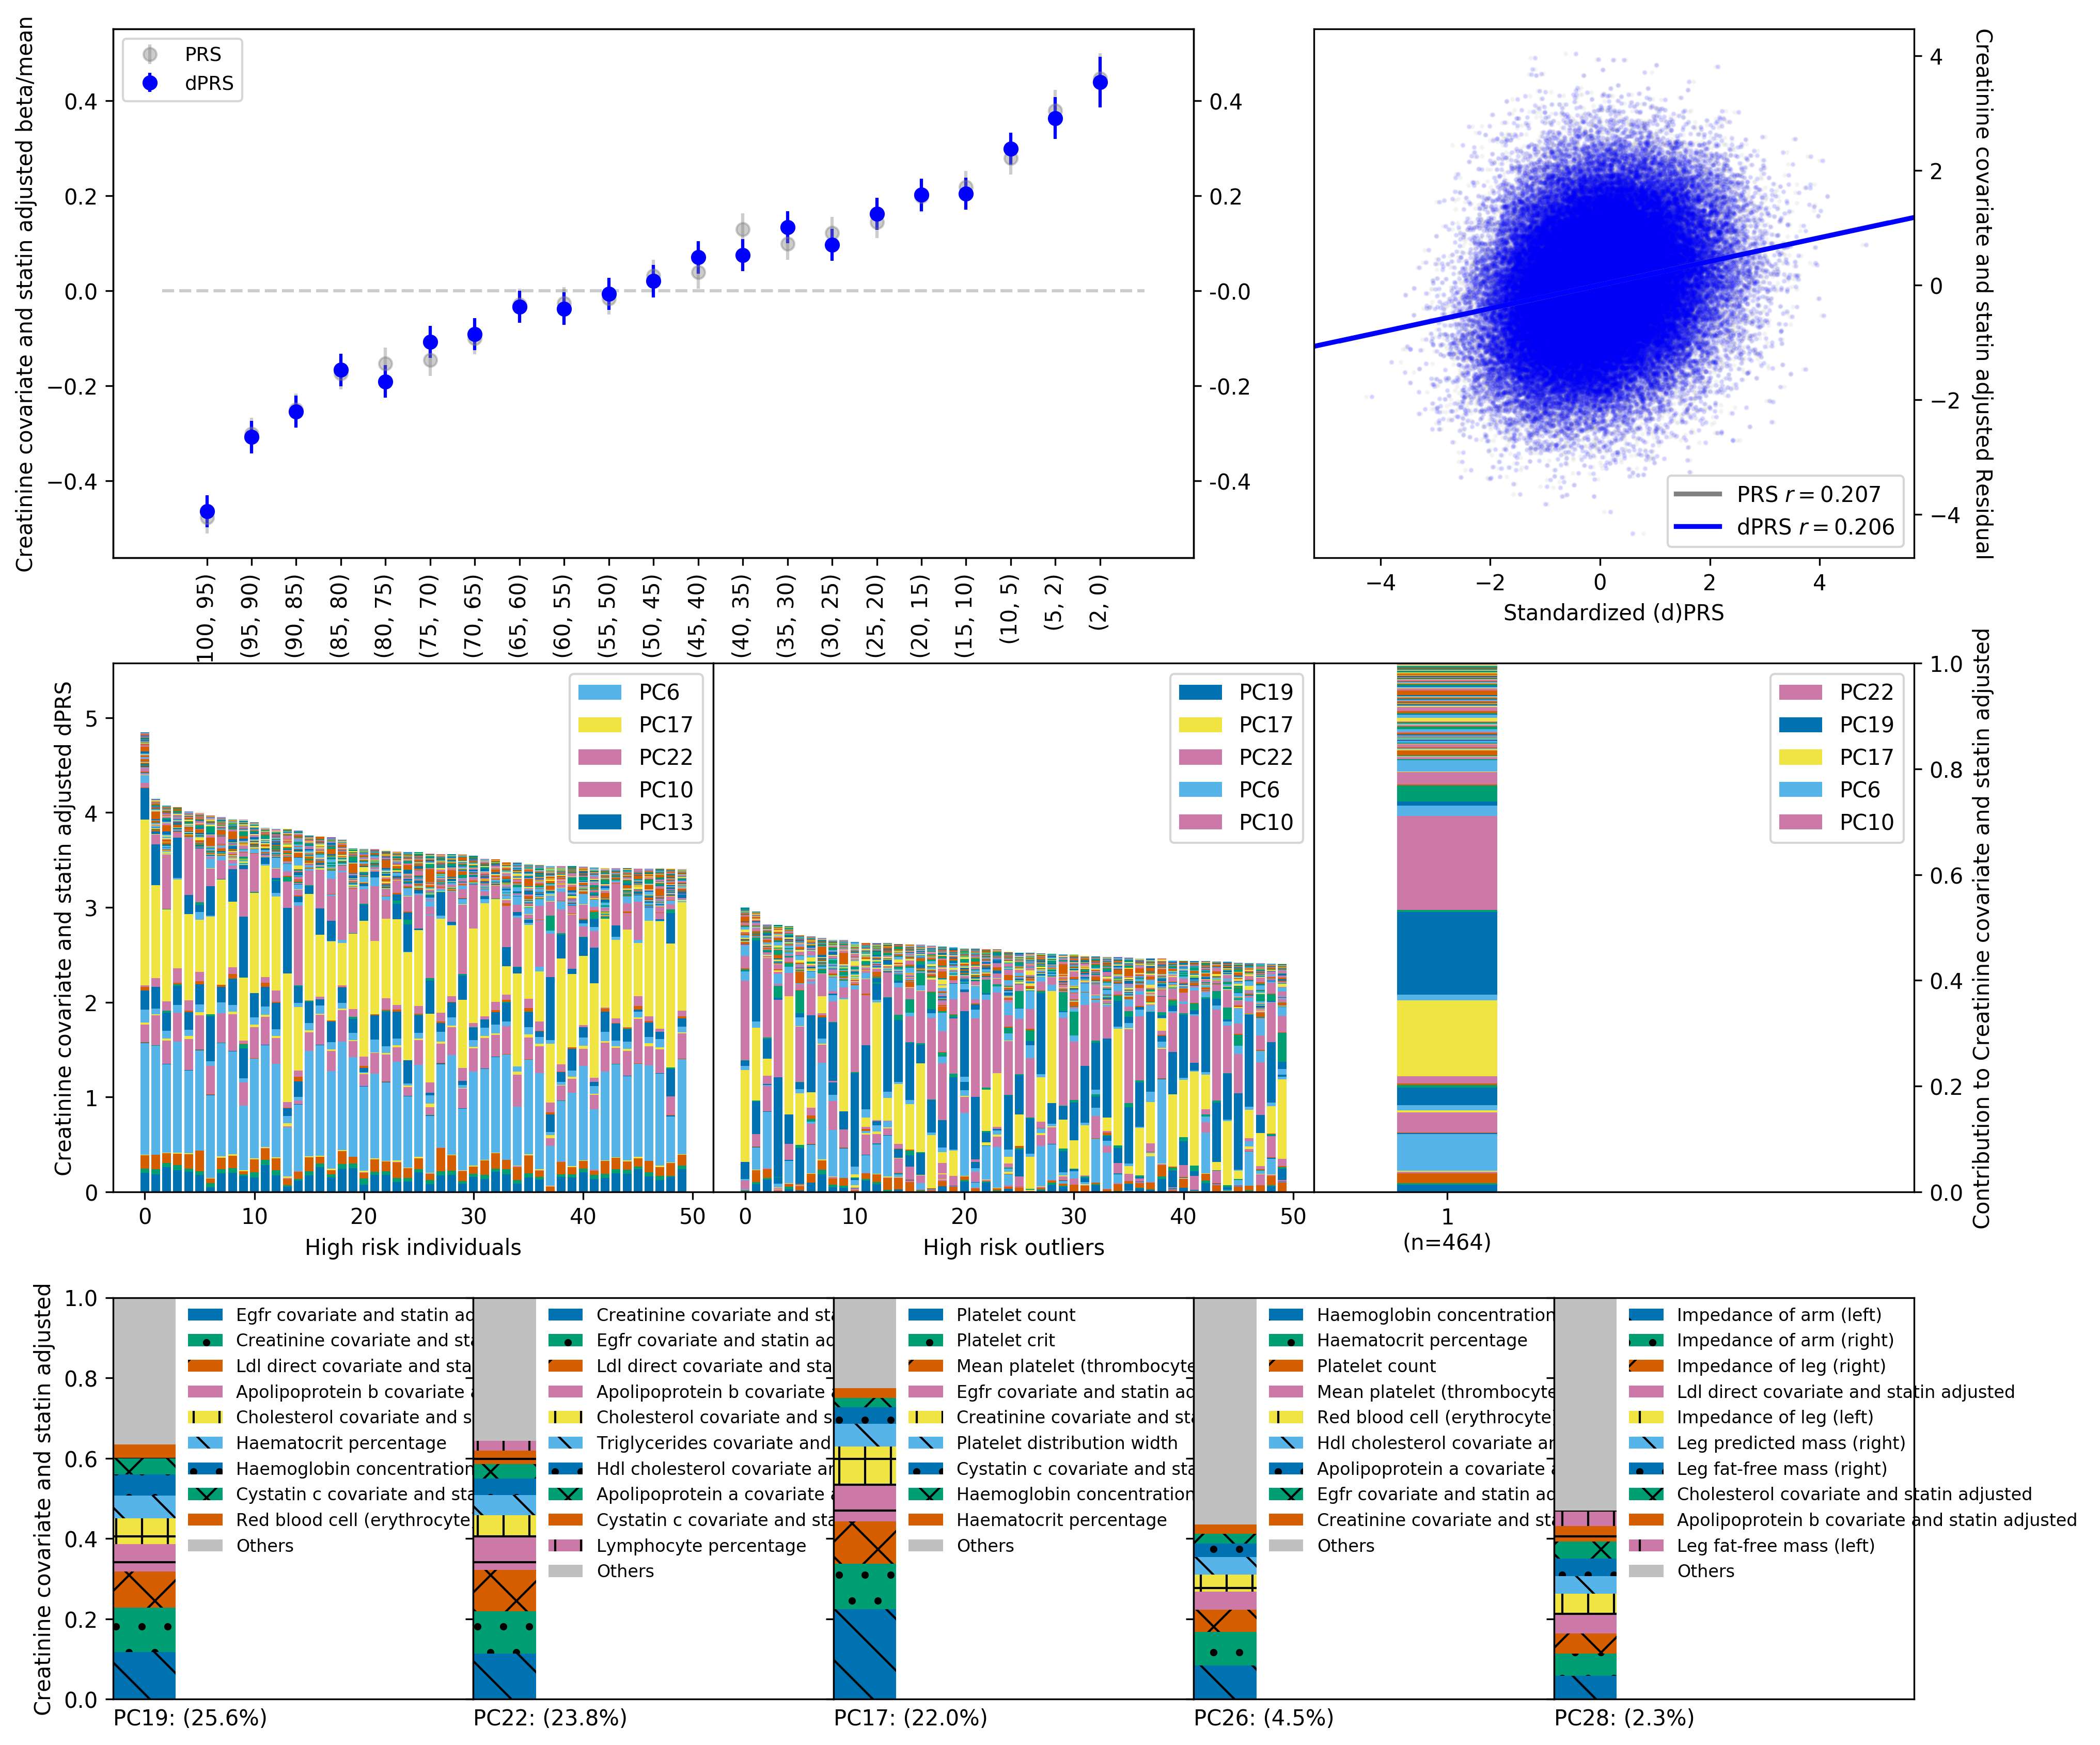 Creatinine covariate and statin adjusted beta/mean
PRS
dPRS
0.4
0.2
0.0
−0.2
−0.4
0.4
0.2
-0.0
-0.2
-0.4
100, 95)
(95, 90)
(90, 85)
(85, 80)
(80, 75)
(75, 70)
(70, 65)
(65, 60)
(60, 55)
(55, 50)
(50, 45)
(45, 40)
(40, 35)
(35, 30)
(30, 25)
(25, 20)
(20, 15)
(15, 10)
(10, 5)
(5, 2)
(2, 0)
Creatinine covariate and statin adjusted Residual
4
2
0
−2
−4
PRS r = 0.207
dPRS r = 0.206
−4 −2 0 2 4
Standardized (d)PRS
Creatinine covariate and statin adjusted dPRS
5
4
3
2
1
0
PC6
PC17
PC22
PC10
PC13
0 10 20 30 40 50
High risk individuals
PC19
PC17
PC22
PC6
PC10
0 10 20 30 40 50
High risk outliers
PC22
PC19
PC17
PC6
PC10
1
(n=464)
1.0
0.8
0.6
0.4
0.2
0.0
Contribution to Creatinine covariate and statin adjusted
Creatinine covariate and statin adjusted
1.0
0.8
0.6
0.4
0.2
0.0
Egfr covariate and statin ad
Creatinine covariate and sta
Ldl direct covariate and sta
Apolipoprotein b covariate a
Cholesterol covariate and s
Haematocrit percentage
Haemoglobin concentration
Cystatin c covariate and sta
Red blood cell (erythrocyte
Others
PC19: (25.6%)
Creatinine covariate and sta
Egfr covariate and statin ad
Ldl direct covariate and sta
Apolipoprotein b covariate a
Cholesterol covariate and s
Triglycerides covariate and
Hdl cholesterol covariate an
Apolipoprotein a covariate a
Cystatin c covariate and sta
Lymphocyte percentage
Others
PC22: (23.8%)
Platelet count
Platelet crit
Mean platelet (thrombocyte
Egfr covariate and statin ad
Creatinine covariate and sta
Platelet distribution width
Cystatin c covariate and sta
Haemoglobin concentration
Haematocrit percentage
Others
PC17: (22.0%)
Haemoglobin concentration
Haematocrit percentage
Platelet count
Mean platelet (thrombocyte
Red blood cell (erythrocyte
Hdl cholesterol covariate an
Apolipoprotein a covariate a
Egfr covariate and statin ad
Creatinine covariate and sta
Others
PC26: (4.5%)
Impedance of arm (left)
Impedance of arm (right)
Impedance of leg (right)
Ldl direct covariate and statin adjusted
Impedance of leg (left)
Leg predicted mass (right)
Leg fat-free mass (right)
Cholesterol covariate and statin adjusted
Apolipoprotein b covariate and statin adjusted
Leg fat-free mass (left)
Others
PC28: (2.3%)